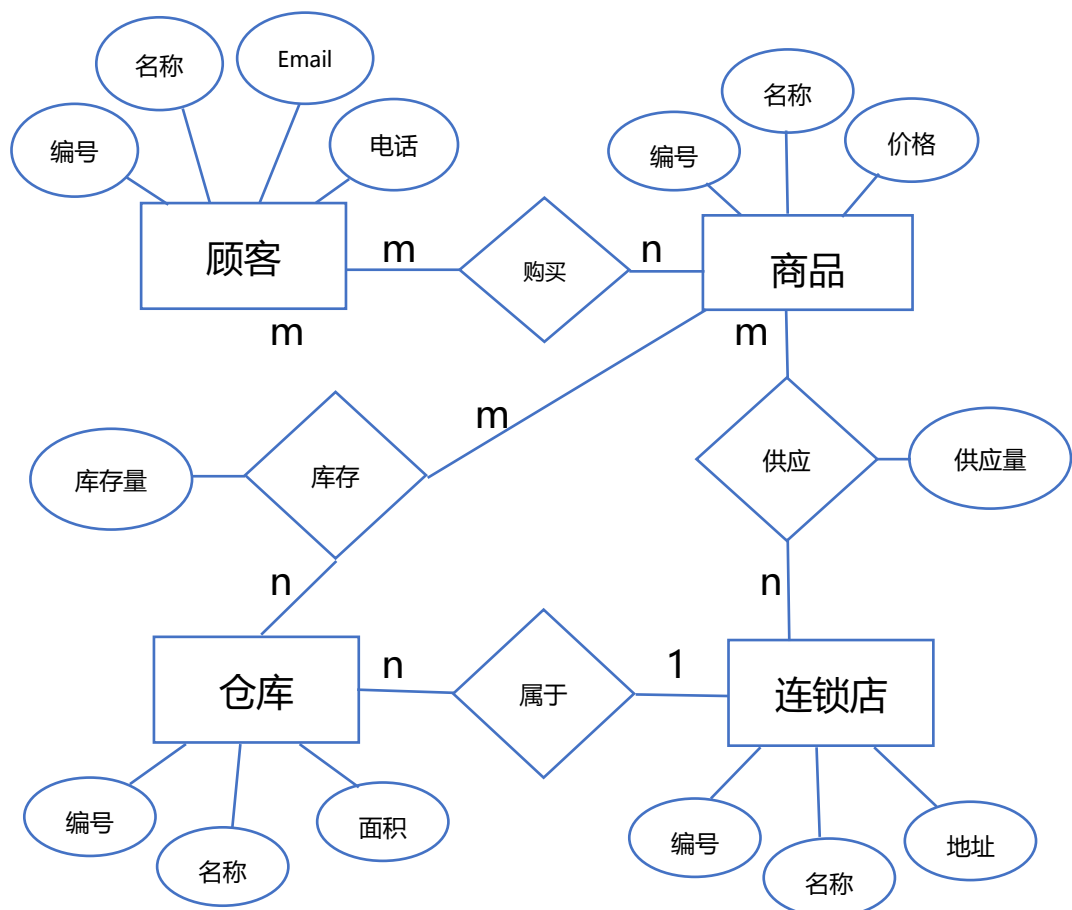 名称
Email
编号
电话
名称
编号
价格
顾客
m
购买
n
商品
m
m
m
库存量
库存
供应
供应量
n
n
仓库
n
属于
1
连锁店
编号
名称
面积
编号
名称
地址